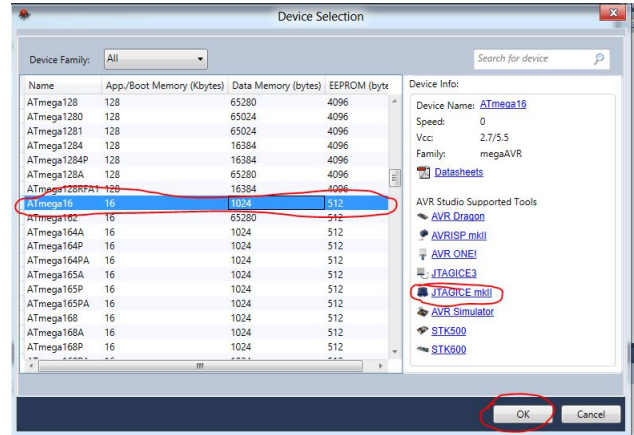 Device Selection
Device Family: All
Search for device
Name App./Boot Memory (Kbytes) Data Memory (bytes) EEPROM (byte
ATmega128 128 65280 4096
ATmega1280 128 65024 4096
ATmega1281 128 65024 4096
ATmega1284 128 16384 4096
ATmega1284P 128 16384 4096
ATmega128A 128 65280 4096
ATmega128RFA1 128 16384 4096
ATmega16 16 1024 512
ATmega162 16 65280 512
ATmega164A 16 1024 512
ATmega164P 16 1024 512
ATmega164PA 16 1024 512
ATmega165A 16 1024 512
ATmega165P 16 1024 512
ATmega165PA 16 1024 512
ATmega168 16 1024 512
ATmega168A 16 1024 512
ATmega168P 16 1024 512
Device Info:
Device Name: ATmega16
Speed: 0
Vcc: 2.7/5.5
Family: megaAVR
Datasheets
AVR Studio Supported Tools
AVR Dragon
AVRISP mkII
AVR ONE!
JTAGICE3
JTAGICE mkII
AVR Simulator
STK500
STK600
OK
Cancel